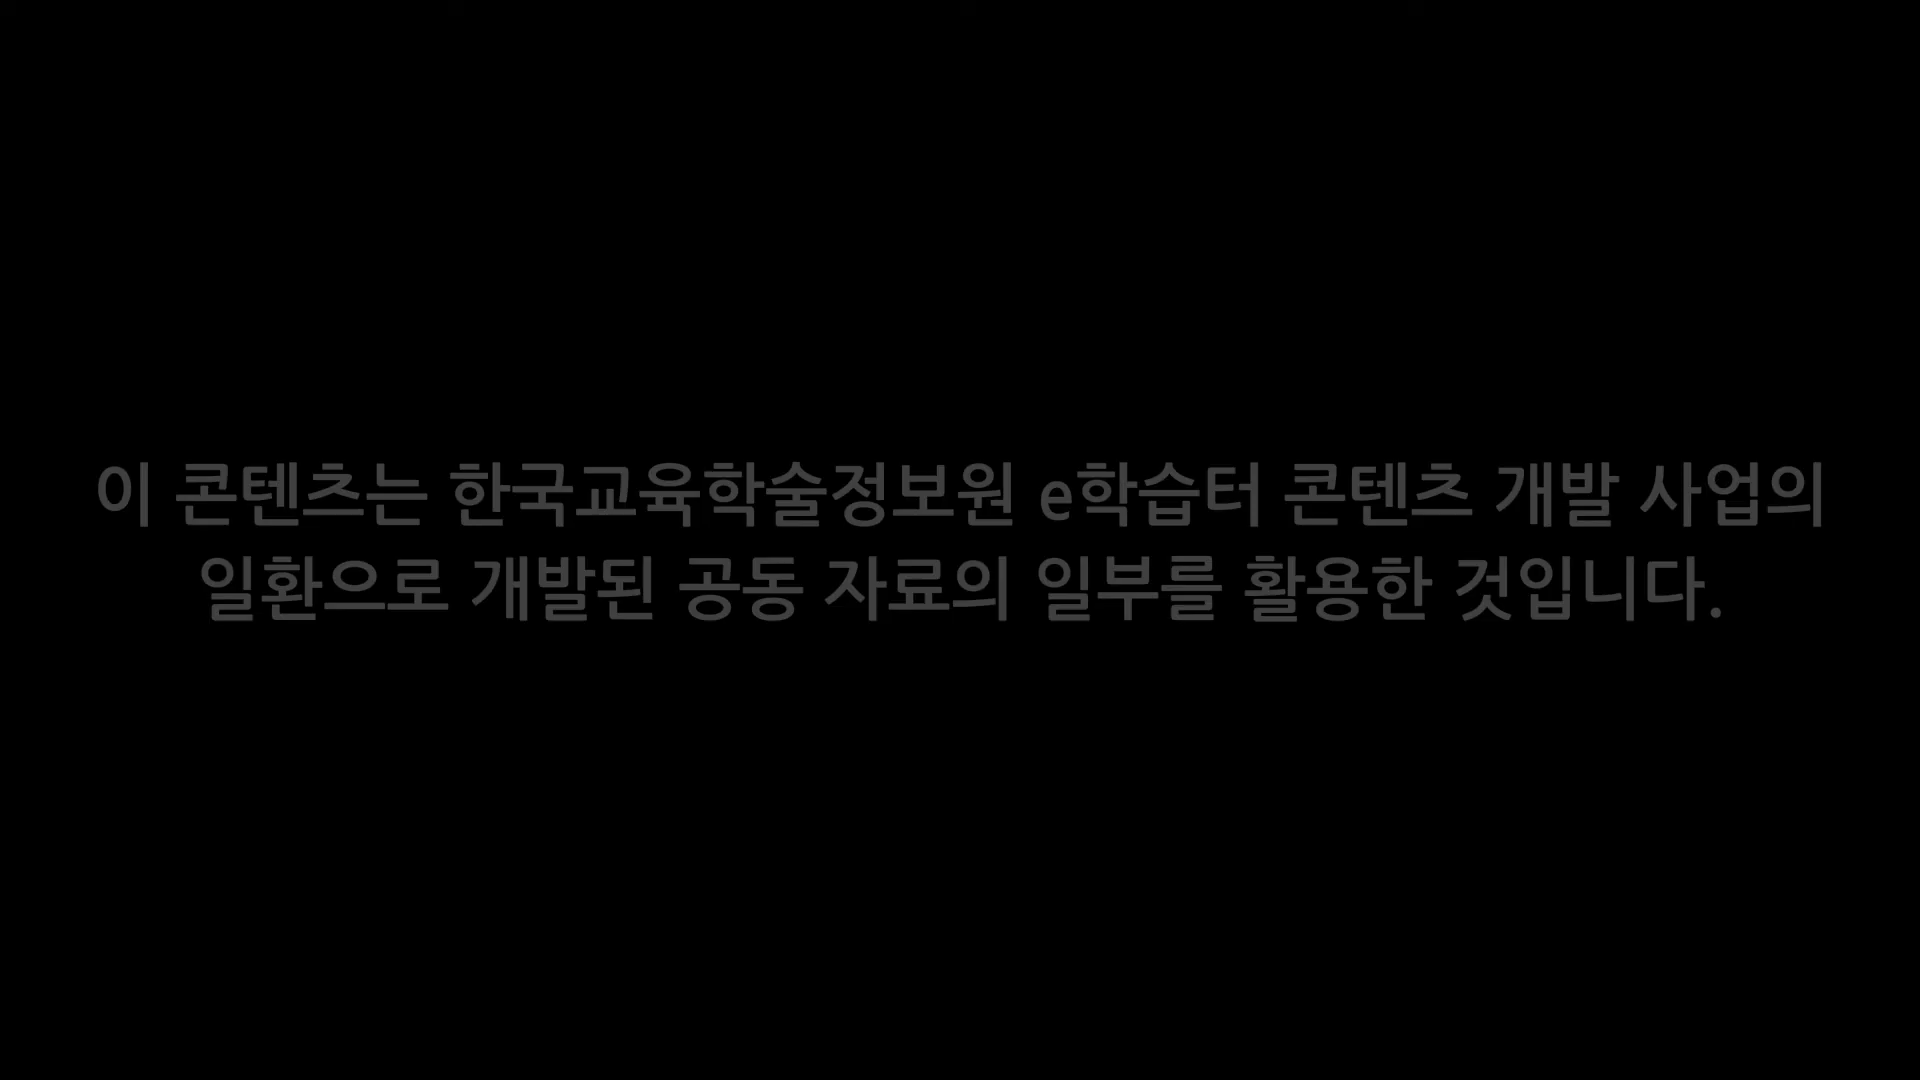 이 콘텐츠는 한국교육학술정보원 e학습터 콘텐츠 개발 사업의
일환으로 개발된 공동 자료의 일부를 활용한 것입니다.